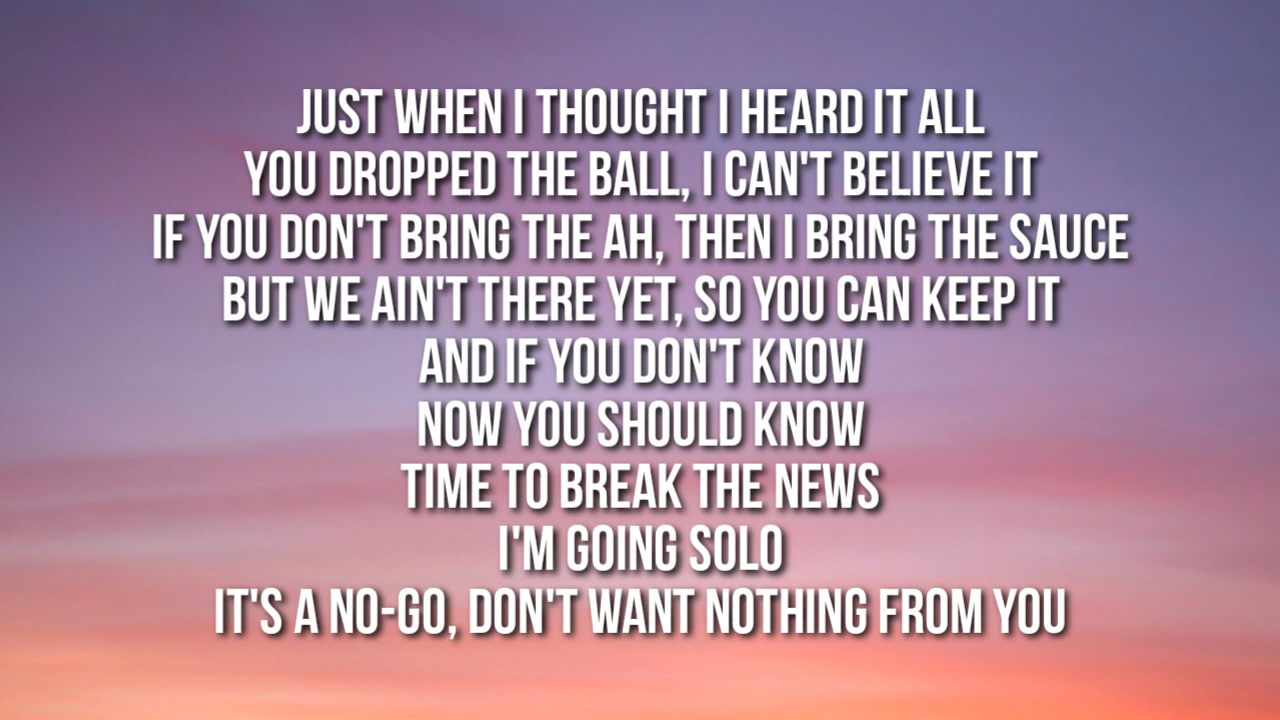 JUST WHEN I THOUGHT I HEARD IT ALL
YOU DROPPED THE BALL, I CAN'T BELIEVE IT
IF YOU DON'T BRING THE AH, THEN I BRING THE SAUCE
BUT WE AIN'T THERE YET, SO YOU CAN KEEP IT
AND IF YOU DON'T KNOW
NOW YOU SHOULD KNOW
TIME TO BREAK THE NEWS
I'M GOING SOLO
IT'S A NO-GO, DON'T WANT NOTHING FROM YOU